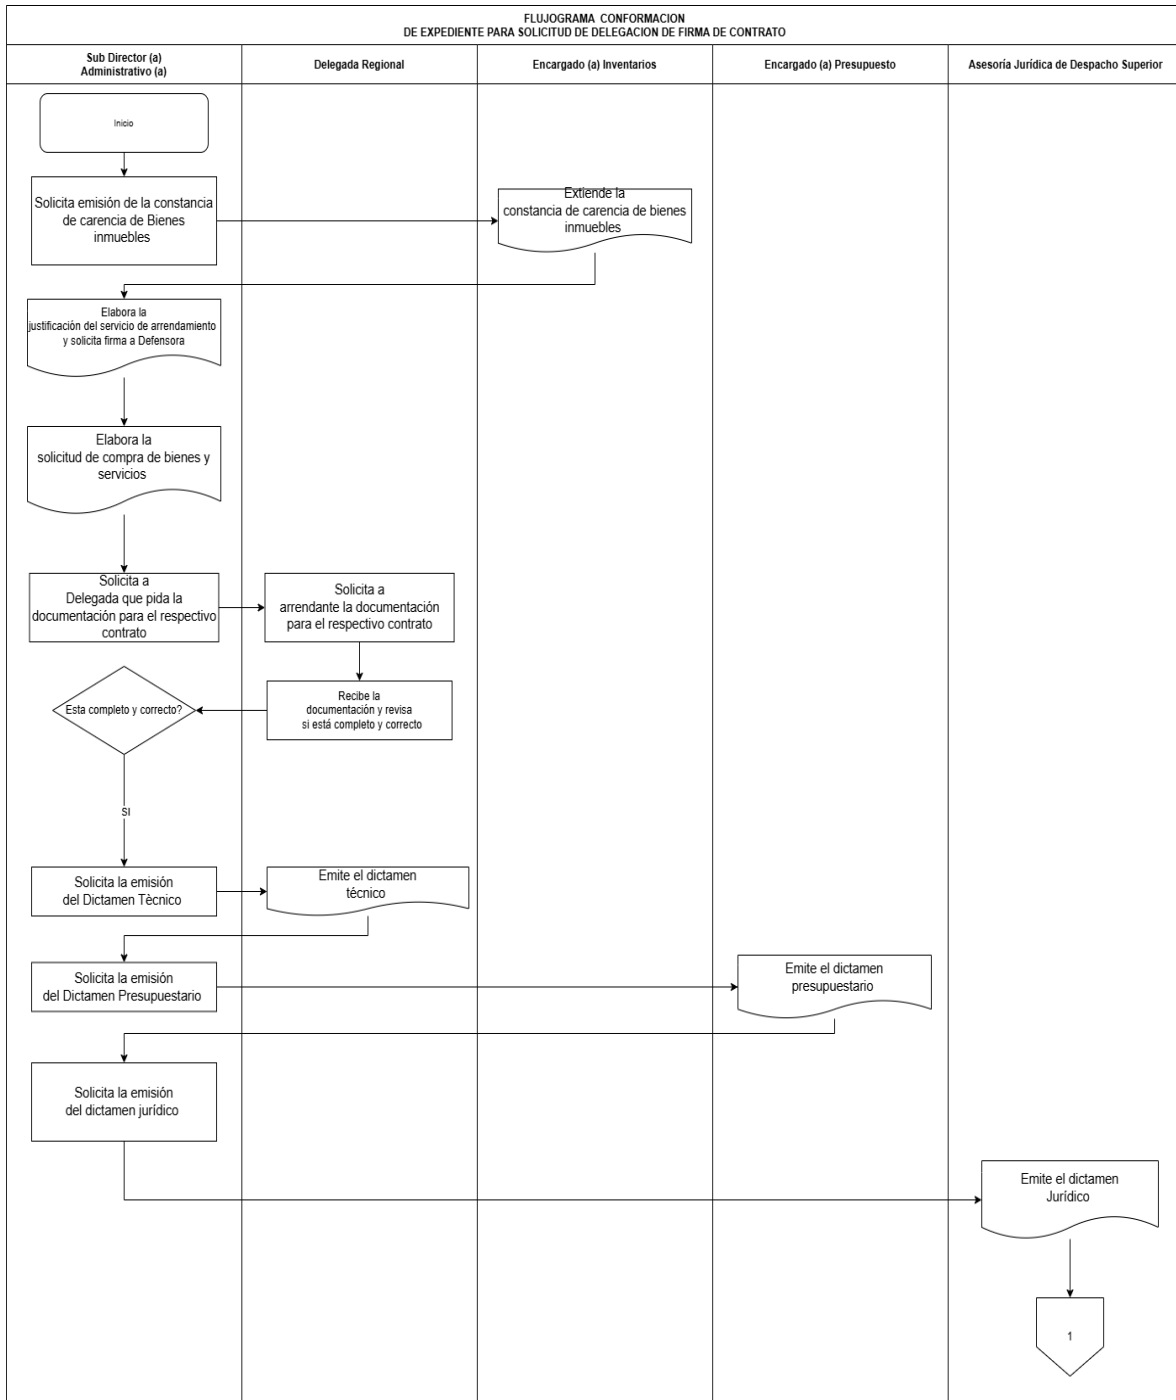 FLUJOGRAMA CONFORMACION
DE EXPEDIENTE PARA SOLICITUD DE DELEGACION DE FIRMA DE CONTRATO
Sub Director (a)
Administrativo (a)
Delegada Regional
Encargado (a) Inventarios
Encargado (a) Presupuesto
Asesoría Jurídica de Despacho Superior
Inicio
Solicita emisión de la constancia
de carencia de Bienes
inmuebles
Extiende la
constancia de carencia de bienes
inmuebles
Elabora la
justificación del servicio de arrendamiento
y solicita firma a Defensora
Elabora la
solicitud de compra de bienes y
servicios
Solicita a
Delegada que pida la
documentación para el respectivo
contrato
Solicita a
arrendante la documentación
para el respectivo contrato
Recibe la
documentación y revisa
si está completo y correcto
Esta completo y correcto?
SI
Solicita la emisión
del Dictamen Tècnico
Emite el dictamen
técnico
Solicita la emisión
del Dictamen Presupuestario
Emite el dictamen
presupuestario
Solicita la emisión
del dictamen jurídico
Emite el dictamen
Jurídico
1